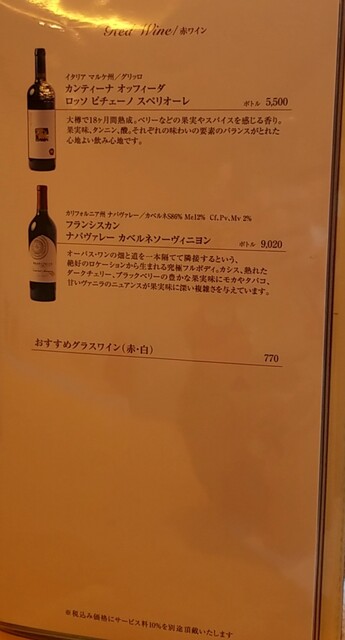 Red Wine/赤ワイン
イタリア マルケ州/グリッロ
カンティーナ オッフィーダ
ロッソ ピチェーノ スペリオーレ
ボトル 5,500
大樽で18ヶ月間熟成。ベリーなどの果実やスパイスを感じる香り。
果実味、タンニン、酸。それぞれの味わいの要素のバランスがとれた
心地よい飲み心地です。
カリフォルニア州 ナパヴァレー/カベルネS86% Me12% Cf,Pv,Mv 2%
フランシスカン
ナパヴァレー カベルネソーヴィニヨン
ボトル 9,020
オーパス・ワンの畑と道を一本隔てて隣接するという、
絶好のロケーションから生まれる究極フルボディ。カシス、熟れた
ダークチェリー、ブラックベリーの豊かな果実味にモカやタバコ、
甘いヴァニラのニュアンスが果実味に深い複雑さを与えています。
おすすめグラスワイン(赤・白)
770
※税込み価格にサービス料10%を別途頂戴いたします